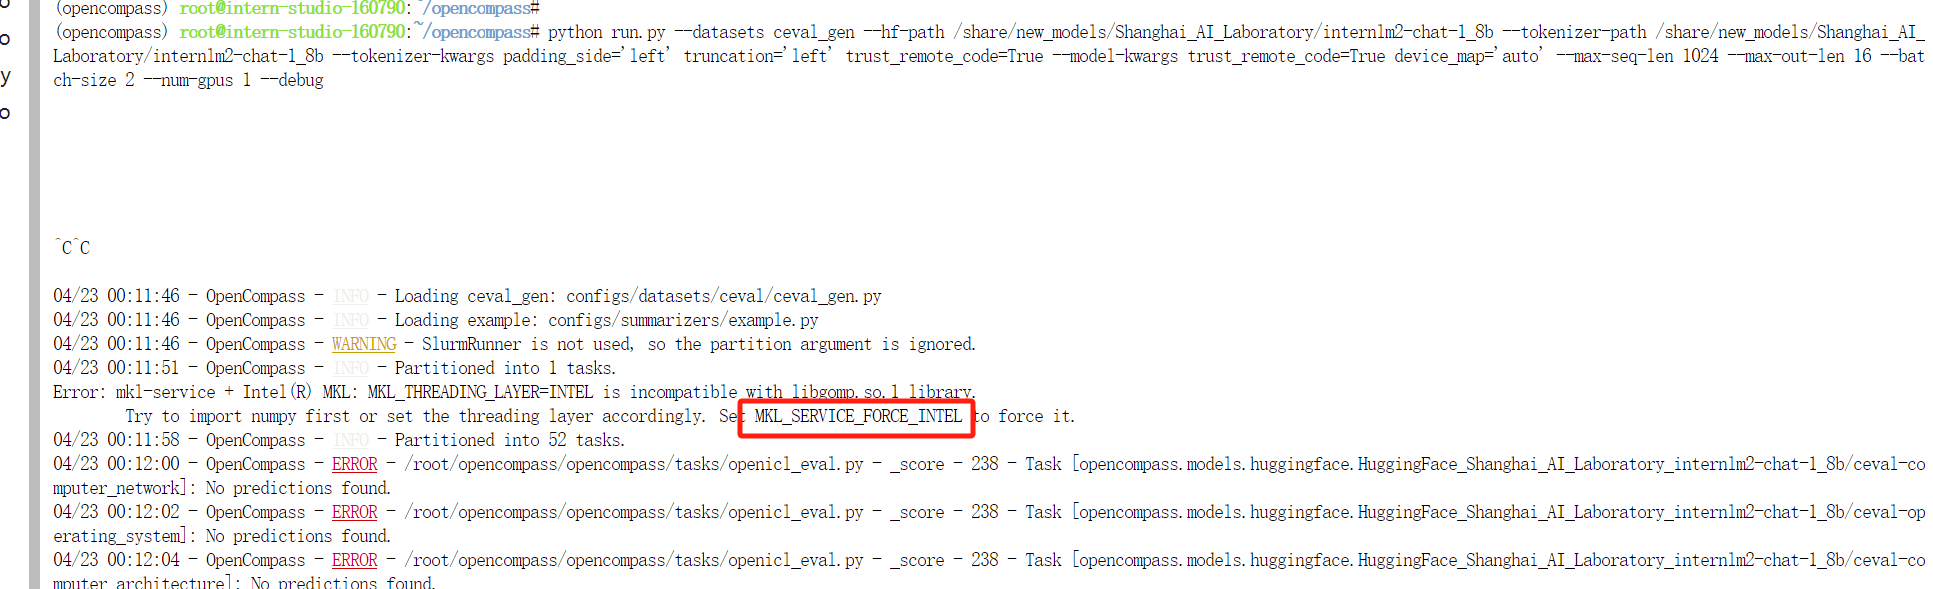 (opencompass) root@intern-studio-160790:~/opencompass#
(opencompass) root@intern-studio-160790:~/opencompass# python run.py --datasets ceval_gen --hf-path /share/new_models/Shanghai_AI_Laboratory/internlm2-chat-1_8b --tokenizer-path /share/new_models/Shanghai_AI_
Laboratory/internlm2-chat-1_8b --tokenizer-kwargs padding_side='left' truncation='left' trust_remote_code=True --model-kwargs trust_remote_code=True device_map='auto' --max-seq-len 1024 --max-out-len 16 --bat
ch-size 2 --num-gpus 1 --debug
^C^C
04/23 00:11:46 - OpenCompass - INFO - Loading ceval_gen: configs/datasets/ceval/ceval_gen.py
04/23 00:11:46 - OpenCompass - INFO - Loading example: configs/summarizers/example.py
04/23 00:11:46 - OpenCompass - WARNING - SlurmRunner is not used, so the partition argument is ignored.
04/23 00:11:51 - OpenCompass - INFO - Partitioned into 1 tasks.
Error: mkl-service + Intel(R) MKL: MKL_THREADING_LAYER=INTEL is incompatible with libgomp.so.1 library.
Try to import numpy first or set the threading layer accordingly. Set MKL_SERVICE_FORCE_INTEL to force it.
04/23 00:11:58 - OpenCompass - INFO - Partitioned into 52 tasks.
04/23 00:12:00 - OpenCompass - ERROR - /root/opencompass/opencompass/tasks/openicl_eval.py - _score - 238 - Task [opencompass.models.huggingface.HuggingFace_Shanghai_AI_Laboratory_internlm2-chat-1_8b/ceval-co
mputer_network]: No predictions found.
04/23 00:12:02 - OpenCompass - ERROR - /root/opencompass/opencompass/tasks/openicl_eval.py - _score - 238 - Task [opencompass.models.huggingface.HuggingFace_Shanghai_AI_Laboratory_internlm2-chat-1_8b/ceval-op
erating_system]: No predictions found.
04/23 00:12:04 - OpenCompass - ERROR - /root/opencompass/opencompass/tasks/openicl_eval.py - _score - 238 - Task [opencompass.models.huggingface.HuggingFace_Shanghai_AI_Laboratory_internlm2-chat-1_8b/ceval-co
mputer_architecture]: No predictions found.